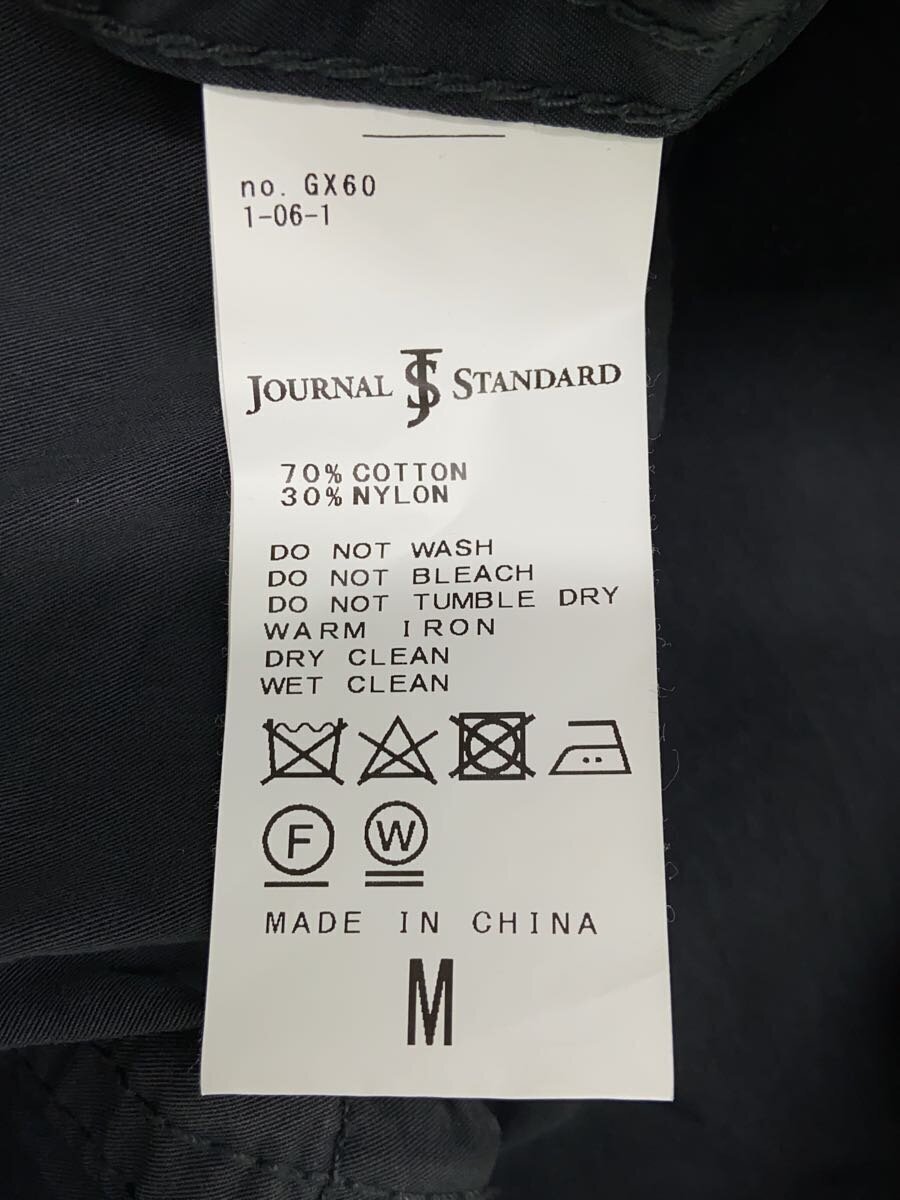 no. GX60
1-06-1
JOURNAL JS STANDARD
70% COTTON
30% NYLON
DO NOT WASH
DO NOT BLEACH
DO NOT TUMBLE DRY
WARM IRON
DRY CLEAN
WET CLEAN
F W
MADE IN CHINA
M